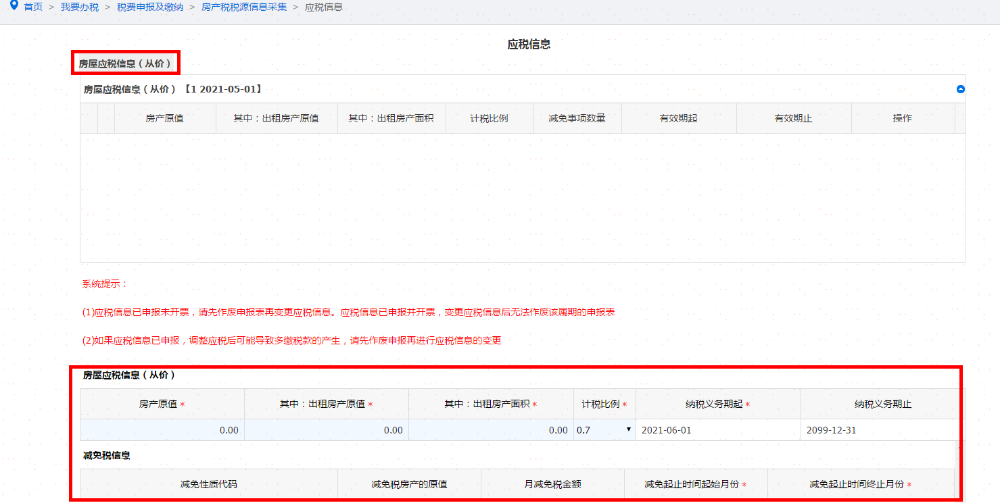 首页 > 我要办税 > 税费申报及缴纳 > 房产税税源信息采集 > 应税信息
应税信息
房屋应税信息（从价）
房屋应税信息（从价）【1 2021-05-01】
房产原值 其中：出租房产原值 其中：出租房产面积 计税比例 减免事项数量 有效期起 有效期止 操作
系统提示：
(1)应税信息已申报未开票，请先作废申报表再变更应税信息。应税信息已申报并开票，变更应税信息后无法作废该属期的申报表
(2)如果应税信息已申报，调整应税后可能导致多缴税款的产生，请先作废申报再进行应税信息的变更
房屋应税信息（从价）
房产原值 * 其中：出租房产原值 * 其中：出租房产面积 * 计税比例 * 纳税义务期起 * 纳税义务期止
0.00 0.00 0.00 0.7 2021-06-01 2099-12-31
减免税信息
减免性质代码 减免税房产的原值 月减免税金额 减免起止时间起始月份 * 减免起止时间终止月份 *